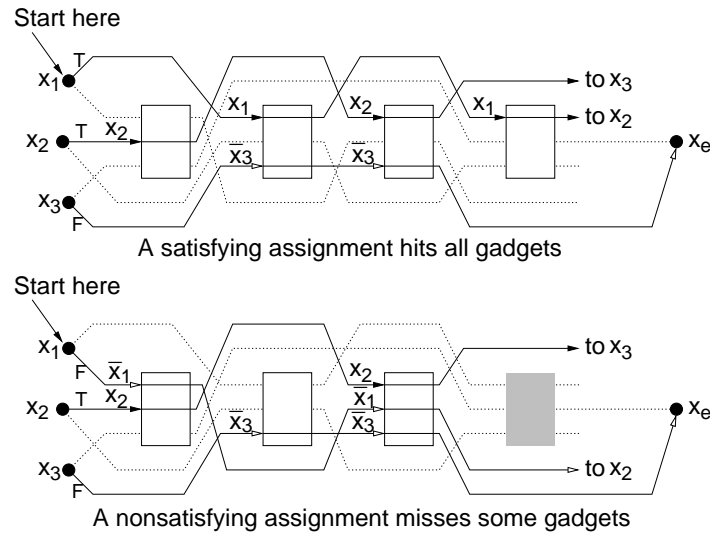 Start here
T
to x₃
x₁
x₁ x₂ x₁ to x₂
x₂ T x₂ xₑ
x̅₃ x̅₃
x₃
F
A satisfying assignment hits all gadgets
Start here
x₁ to x₃
F x̅₁ x₂
x₂ T x₂ x̅₁ xₑ
x̅₃ x̅₃
x₃
F to x₂
A nonsatisfying assignment misses some gadgets